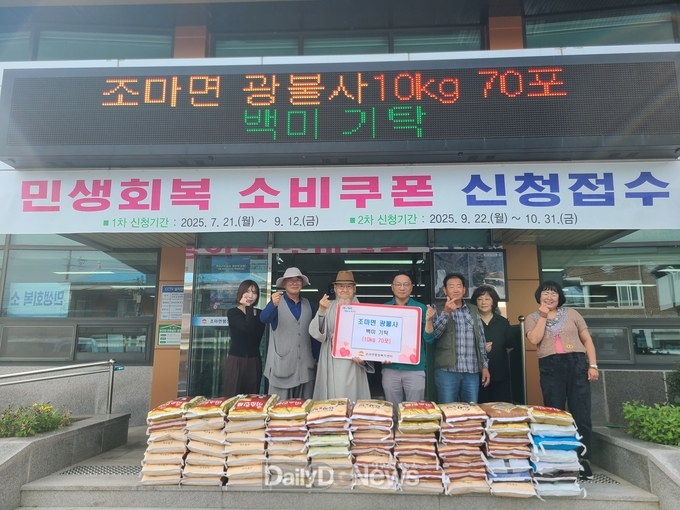 조마면 광불사10kg 70포
백미 기탁
민생회복 소비쿠폰 신청접수
■ 1차 신청기간 : 2025. 7. 21.(월) ~ 9. 12.(금) ■ 2차 신청기간 : 2025. 9. 22.(월) ~ 10. 31.(금)
조마면 광불사
백미 기탁
(10kg 70포)
DailyDaeguNews